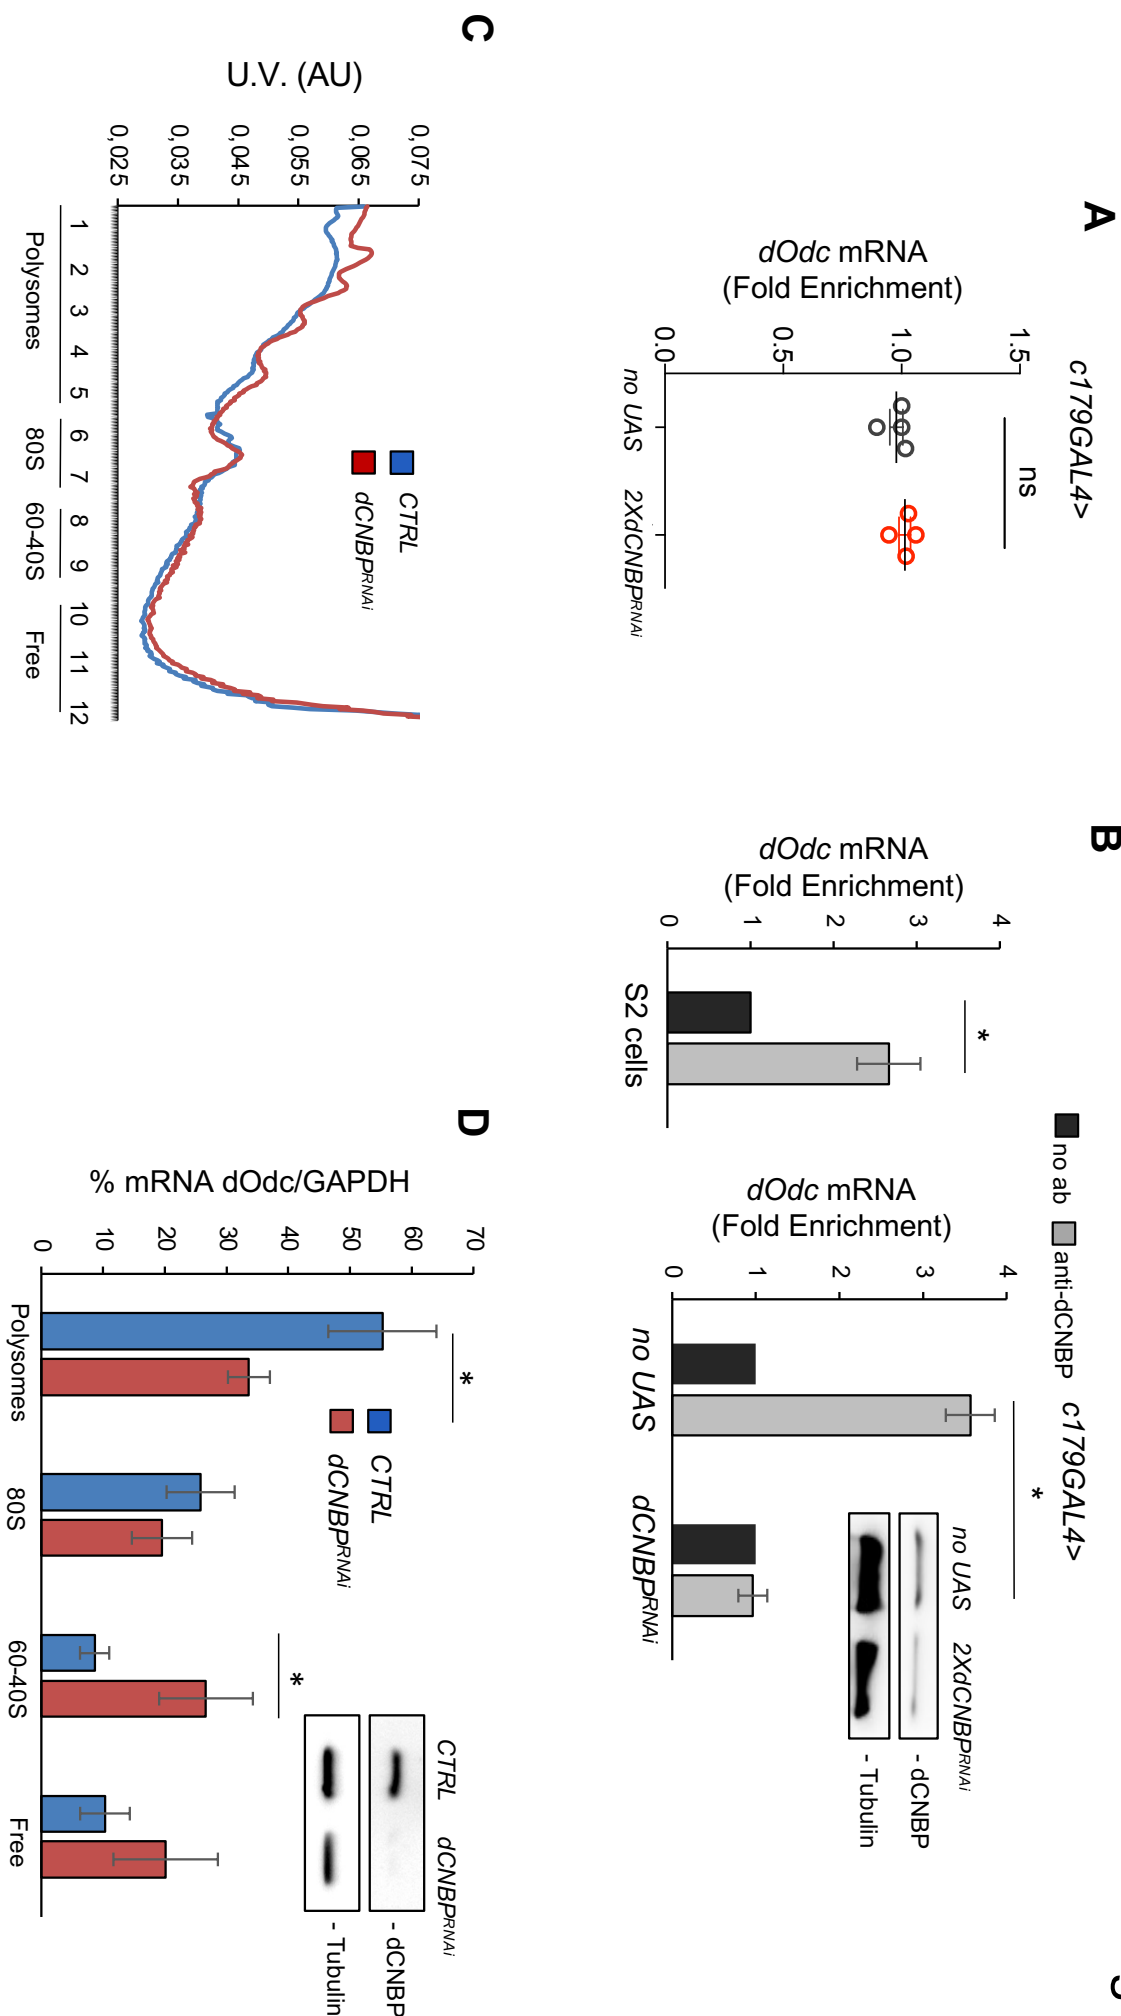 A
c179GAL4>
dOdc mRNA
(Fold Enrichment)
1.5
1.0
0.5
0.0
ns
no UAS
2XdCNBPRNAi
B
no ab
anti-dCNBP
c179GAL4>
dOdc mRNA
(Fold Enrichment)
4
3
2
1
0
*
S2 cells
dOdc mRNA
(Fold Enrichment)
4
3
2
1
0
*
no UAS
dCNBPRNAi
no UAS
2XdCNBPRNAi
- dCNBP
- Tubulin
C
U.V. (AU)
0,075
0,065
0,055
0,045
0,035
0,025
CTRL
dCNBPRNAi
1 2 3 4 5 6 7 8 9 10 11 12
Polysomes 80S 60-40S Free
D
% mRNA dOdc/GAPDH
70
60
50
40
30
20
10
0
*
CTRL
dCNBPRNAi
*
Polysomes 80S 60-40S Free
CTRL
dCNBPRNAi
- dCNBP
- Tubulin